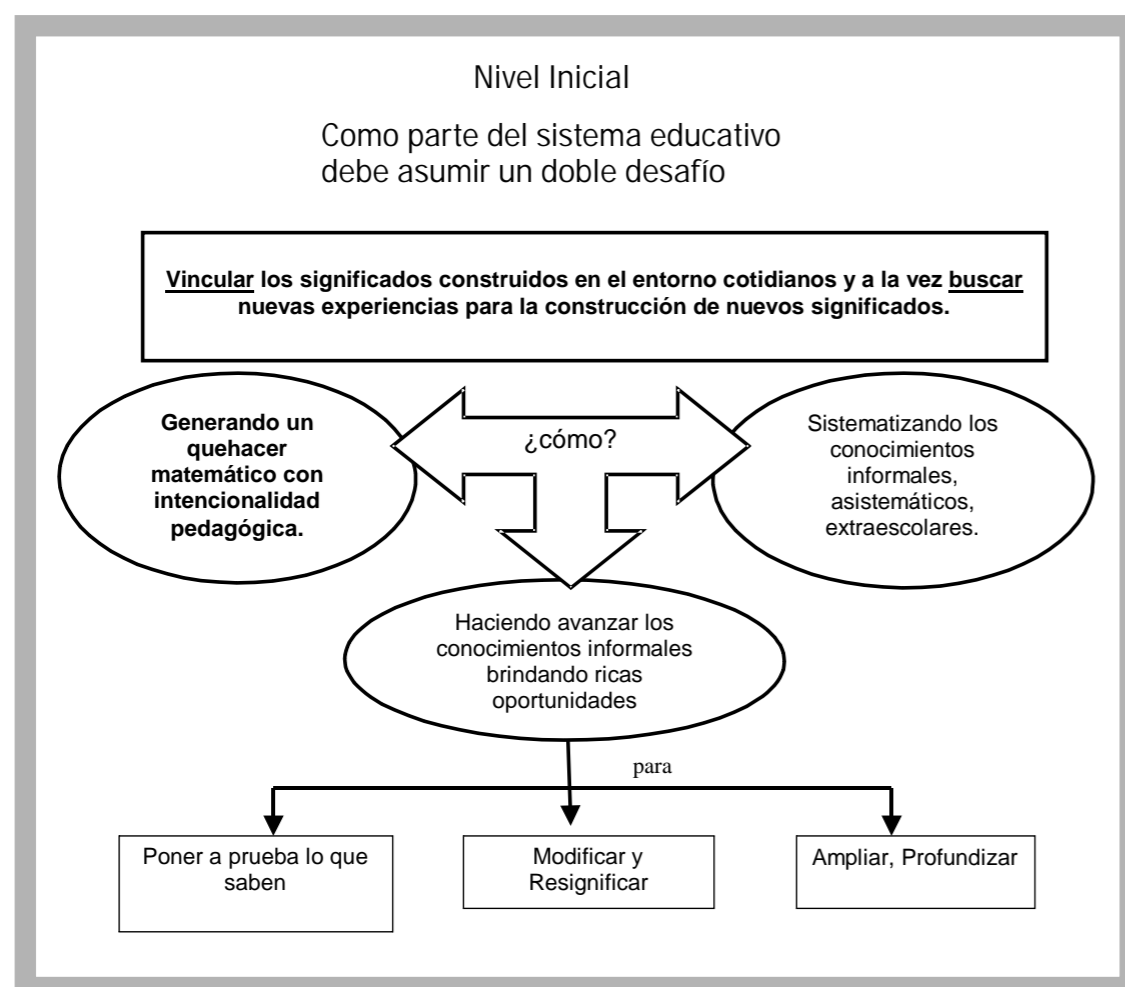 Nivel Inicial
Como parte del sistema educativo
debe asumir un doble desafío
Vincular los significados construidos en el entorno cotidianos y a la vez buscar
nuevas experiencias para la construcción de nuevos significados.
Generando un
quehacer
matemático con
intencionalidad
pedagógica.
¿cómo?
Sistematizando los
conocimientos
informales,
asistemáticos,
extraescolares.
Haciendo avanzar los
conocimientos informales
brindando ricas
oportunidades
para
Poner a prueba lo que
saben
Modificar y
Resignificar
Ampliar, Profundizar